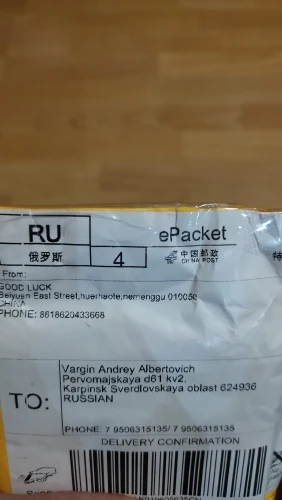 RU
ePacket
俄罗斯
4
中国邮政
CHINA POST
特
From:
GOOD LUCK
Beiyuan East Street,huerhaote,nemenggu 010050
CHINA
PHONE: 8618620433668
Vargin Andrey Albertovich
Pervomajskaya d61 kv2,
Karpinsk Sverdlovskaya oblast 624936
TO:
RUSSIAN
PHONE: 7 9506315135/ 7 9506315135
DELIVERY CONFIRMATION